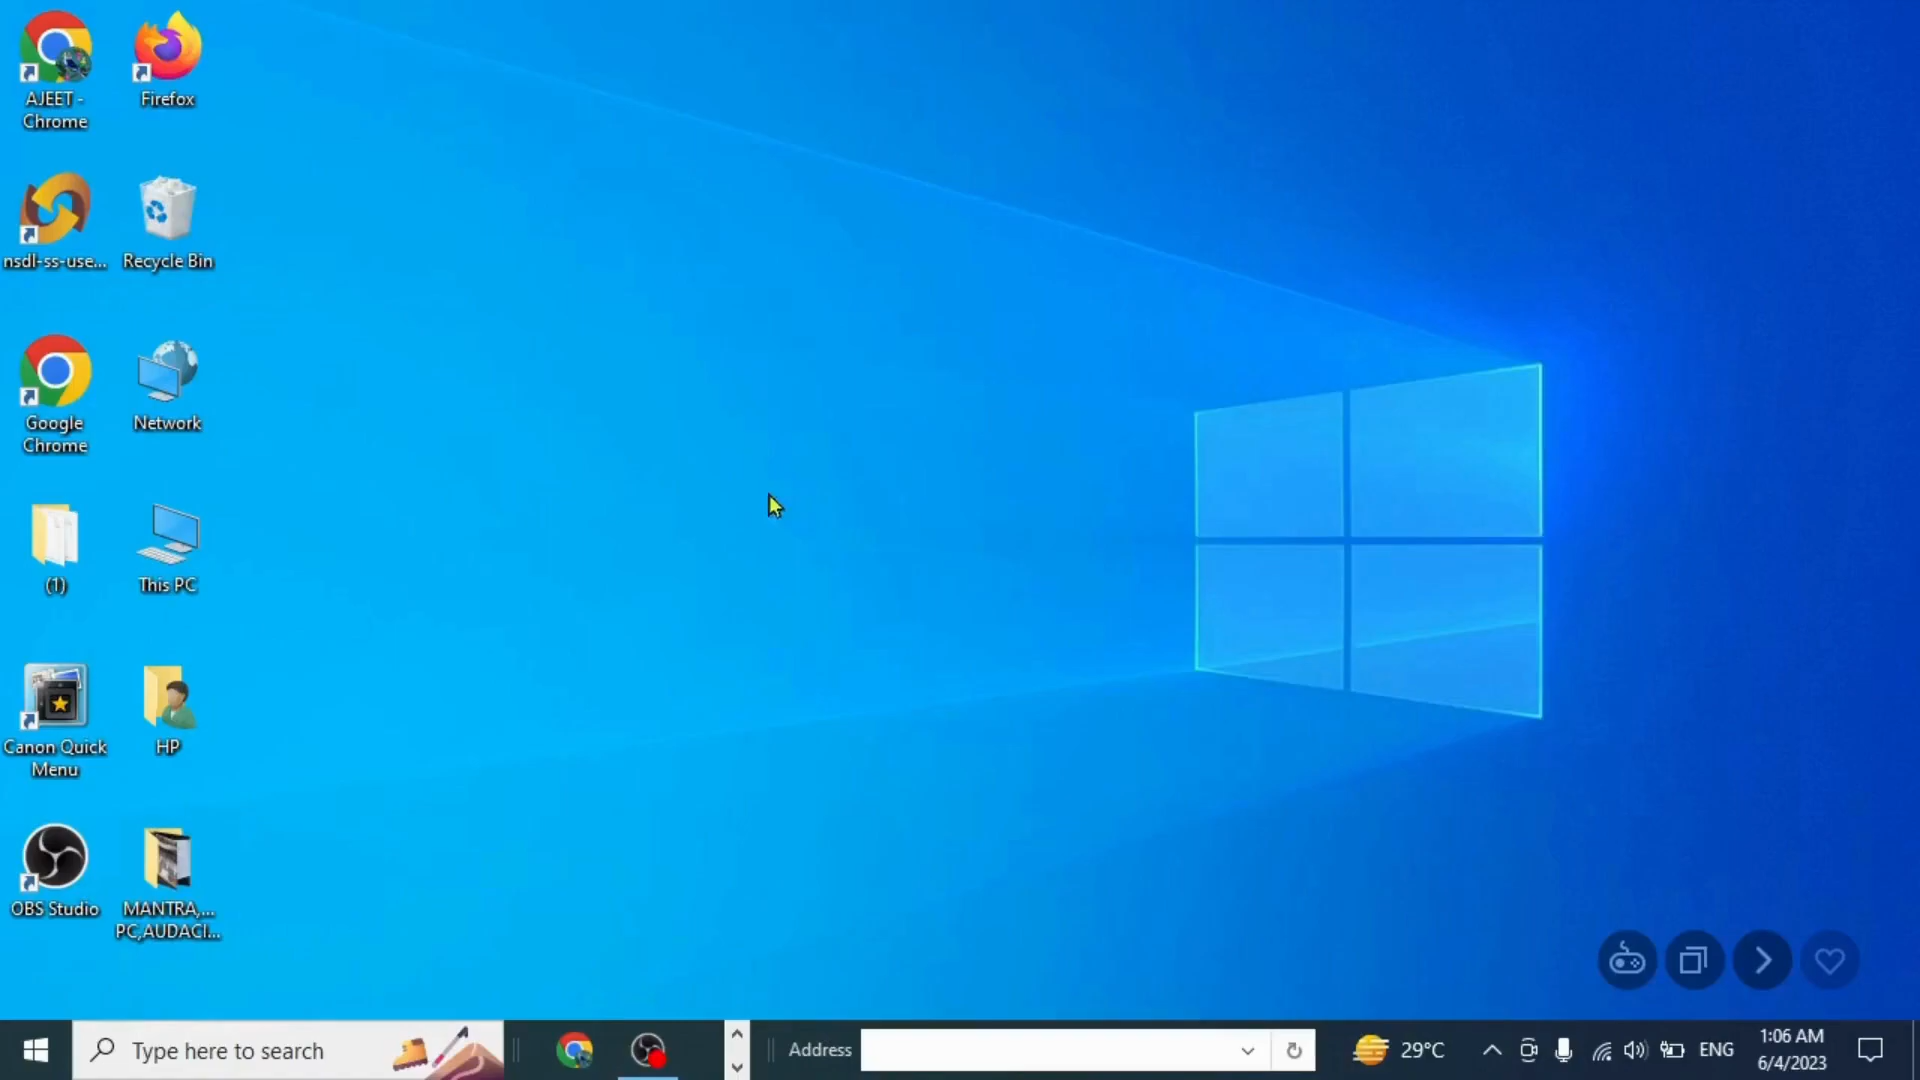 AJEET -
Chrome
Firefox
nsdl-ss-use...
Recycle Bin
Google
Chrome
Network
(1)
This PC
Canon Quick
Menu
HP
OBS Studio
MANTRA,...
PC,AUDACI...
Type here to search
Address
29°C
ENG
1:06 AM
6/4/2023